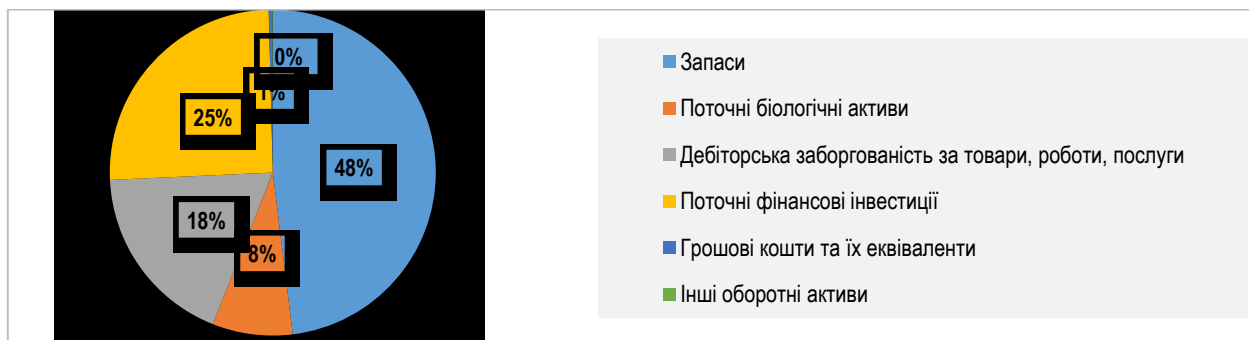 0%
1%
25%
48%
18%
8%
Запаси
Поточні біологічні активи
Дебіторська заборгованість за товари, роботи, послуги
Поточні фінансові інвестиції
Грошові кошти та їх еквіваленти
Інші оборотні активи